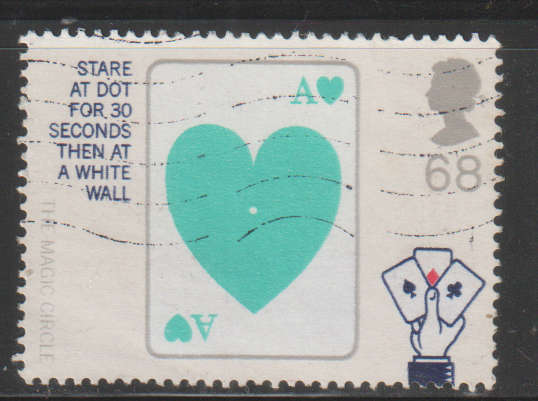 STARE
AT DOT
FOR 30
SECONDS
THEN AT
A WHITE
WALL
THE MAGIC CIRCLE
A
68
A